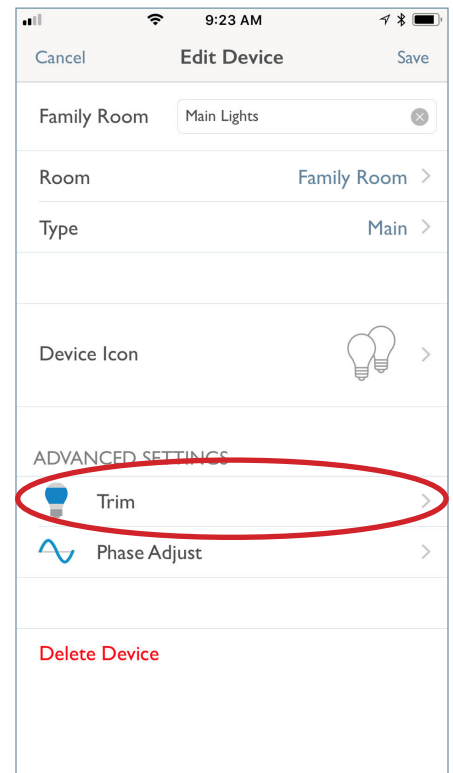 9:23 AM
Cancel Edit Device Save
Family Room Main Lights
Room Family Room
Type Main
Device Icon
ADVANCED SETTINGS
Trim
Phase Adjust
Delete Device